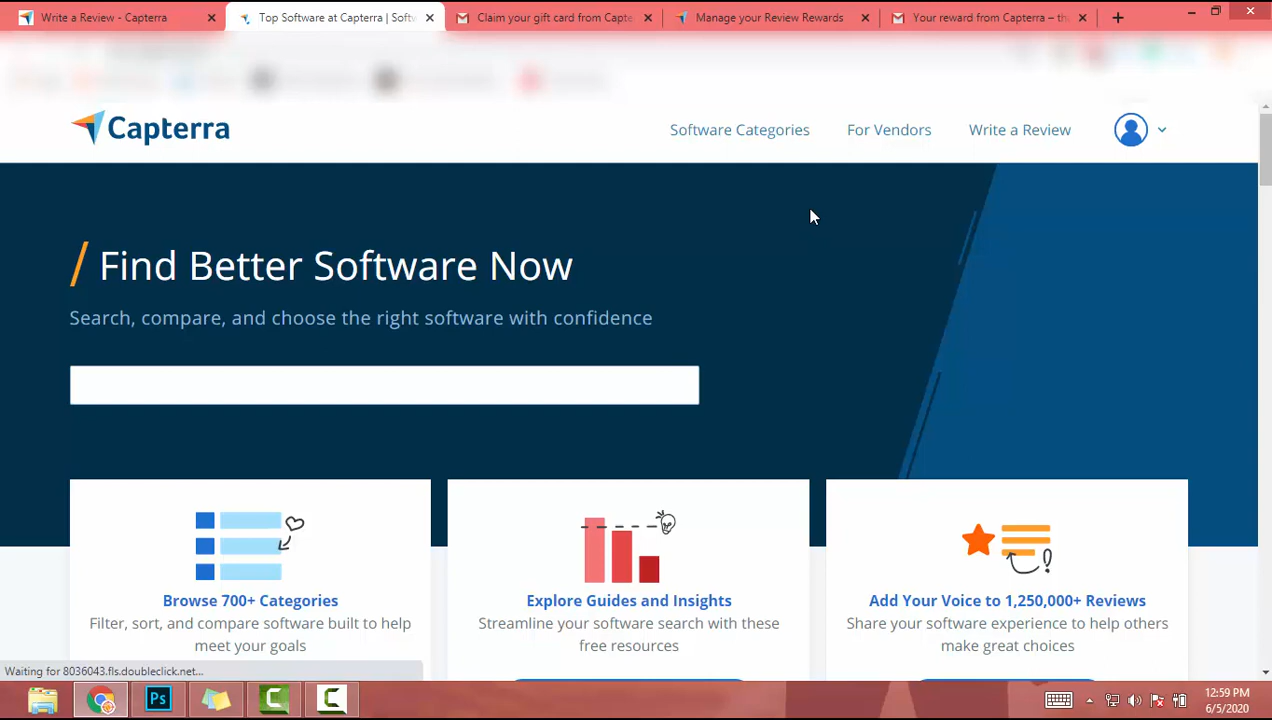 Write a Review - Capterra
Top Software at Capterra | Softw
Claim your gift card from Capte
Manage your Review Rewards
Your reward from Capterra – th
Capterra
Software Categories
For Vendors
Write a Review
/ Find Better Software Now
Search, compare, and choose the right software with confidence
Browse 700+ Categories
Filter, sort, and compare software built to help
meet your goals
Explore Guides and Insights
Streamline your software search with these
free resources
Add Your Voice to 1,250,000+ Reviews
Share your software experience to help others
make great choices
Waiting for 8036043.fls.doubleclick.net...
Ps
C
C
12:59 PM
6/5/2020